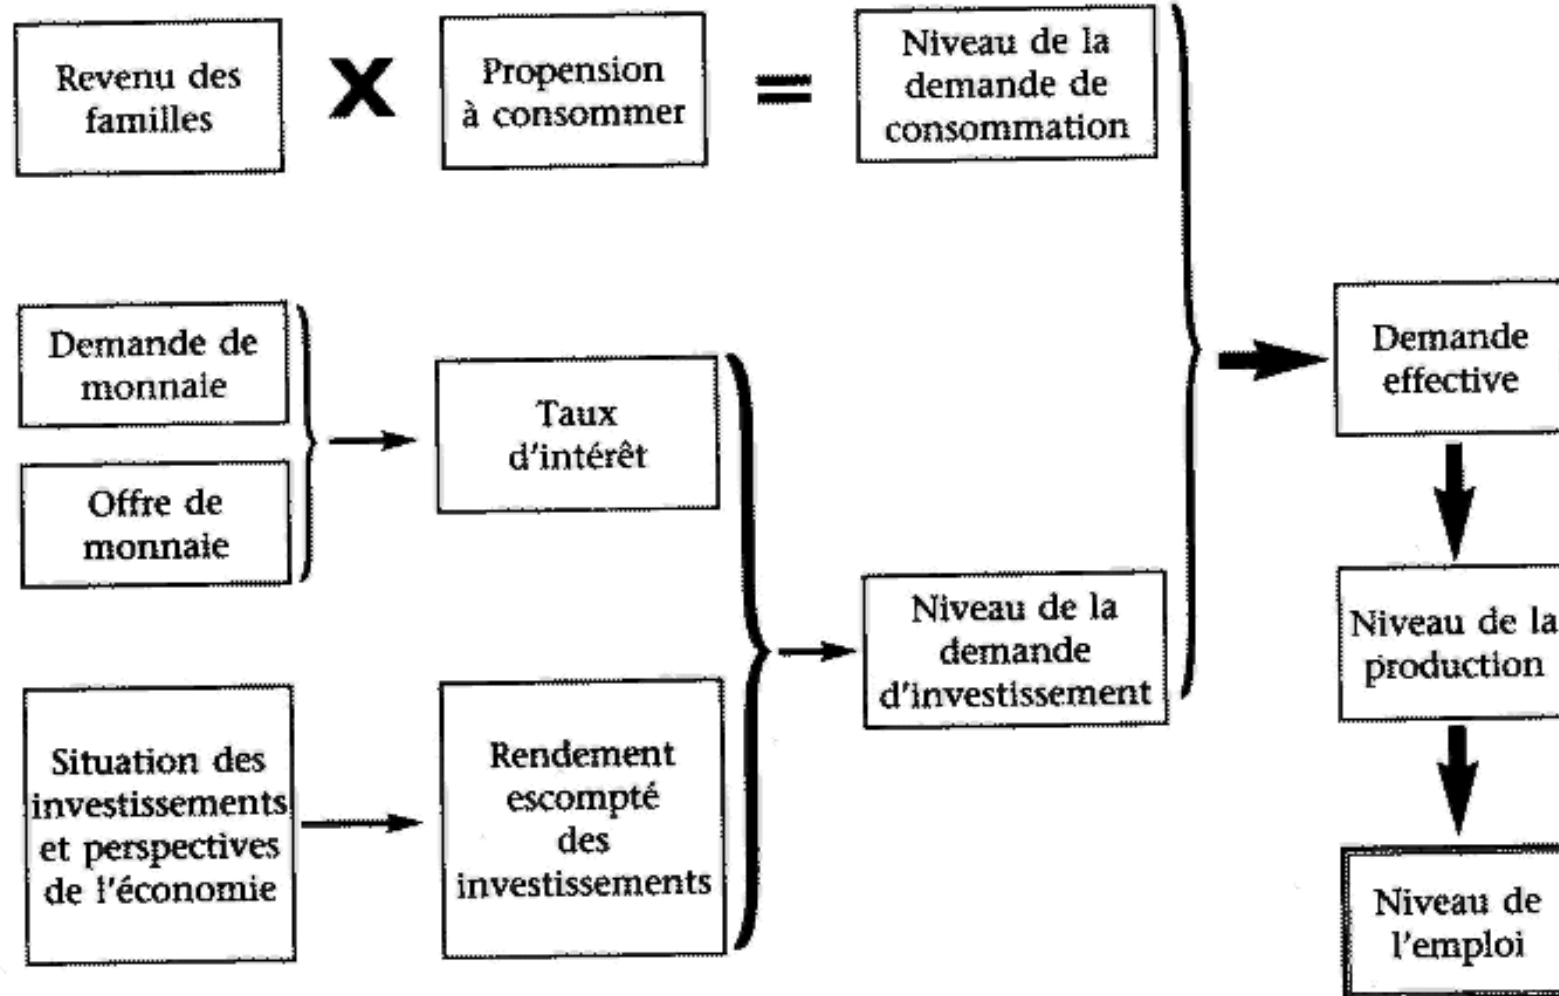 Revenu des
familles
X
Propension
à consommer
=
Niveau de la
demande de
consommation
Demande de
monnaie
Offre de
monnaie
Taux
d'intérêt
Situation des
investissements
et perspectives
de l'économie
Rendement
escompté
des
investissements
Niveau de la
demande
d'investissement
Demande
effective
Niveau de la
production
Niveau de
l'emploi